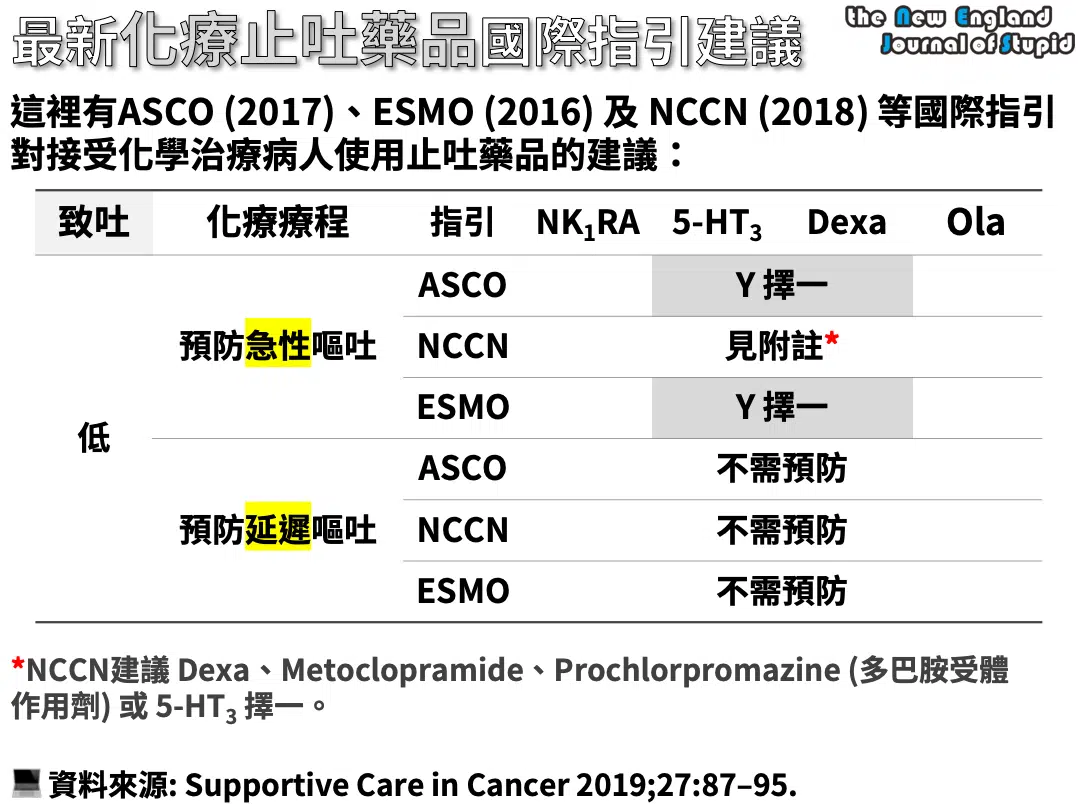 最新化療止吐藥品國際指引建議
the New England
Journal of Stupid
這裡有ASCO (2017)、ESMO (2016) 及 NCCN (2018) 等國際指引
對接受化學治療病人使用止吐藥品的建議：
致吐 化療療程 指引 NK₁RA 5-HT₃ Dexa Ola
ASCO Y 擇一
預防急性嘔吐 NCCN 見附註*
ESMO Y 擇一
低
ASCO 不需預防
預防延遲嘔吐 NCCN 不需預防
ESMO 不需預防
*NCCN建議 Dexa、Metoclopramide、Prochlorpromazine (多巴胺受體
作用劑) 或 5-HT₃ 擇一。
資料來源: Supportive Care in Cancer 2019;27:87–95.